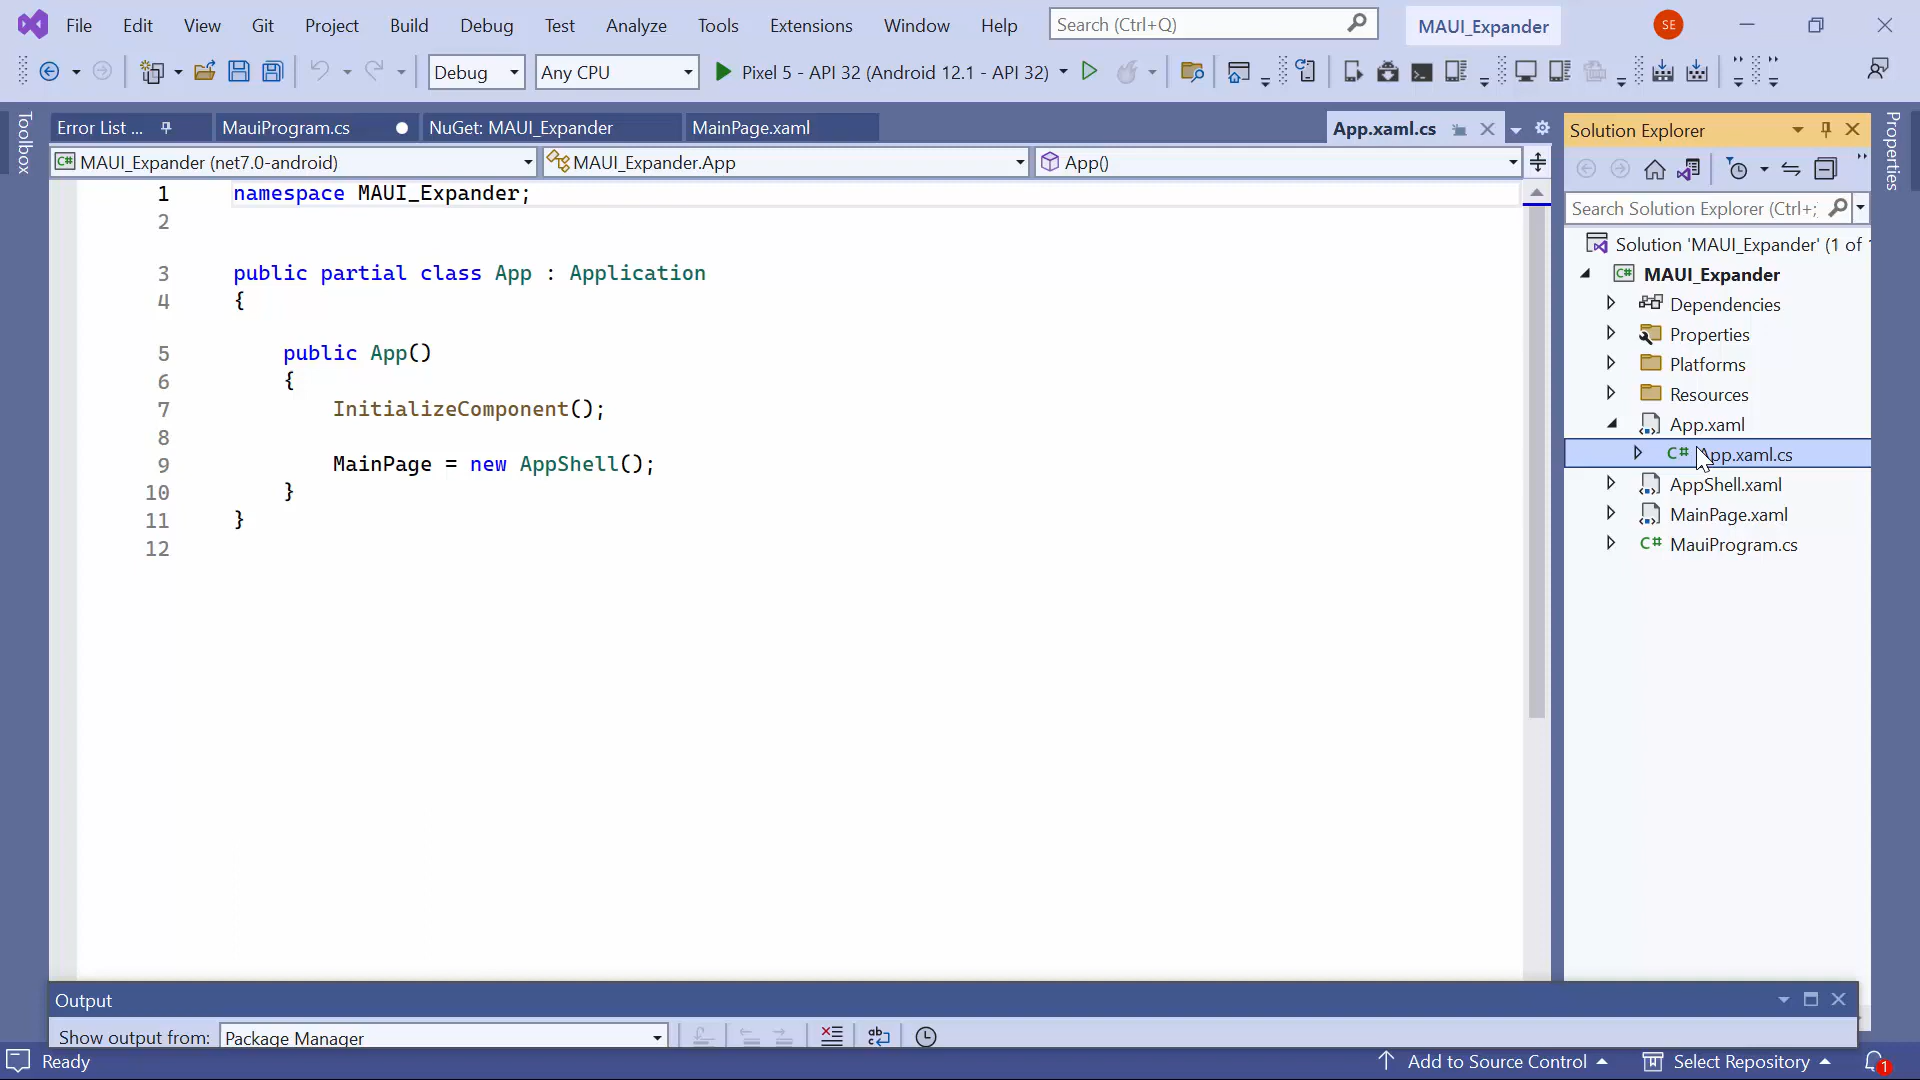 File Edit View Git Project Build Debug Test Analyze Tools Extensions Window Help Search (Ctrl+Q) MAUI_Expander SE
Debug Any CPU Pixel 5 - API 32 (Android 12.1 - API 32)
Toolbox
Error List ... MauiProgram.cs NuGet: MAUI_Expander MainPage.xaml App.xaml.cs
MAUI_Expander (net7.0-android) MAUI_Expander.App App()
1 namespace MAUI_Expander;
2
3 public partial class App : Application
4 {
5 public App()
6 {
7 InitializeComponent();
8
9 MainPage = new AppShell();
10 }
11 }
12
Solution Explorer
Search Solution Explorer (Ctrl+;
Solution 'MAUI_Expander' (1 of
C# MAUI_Expander
Dependencies
Properties
Platforms
Resources
App.xaml
C# App.xaml.cs
AppShell.xaml
MainPage.xaml
C# MauiProgram.cs
Properties
Output
Show output from: Package Manager
Ready Add to Source Control Select Repository 1